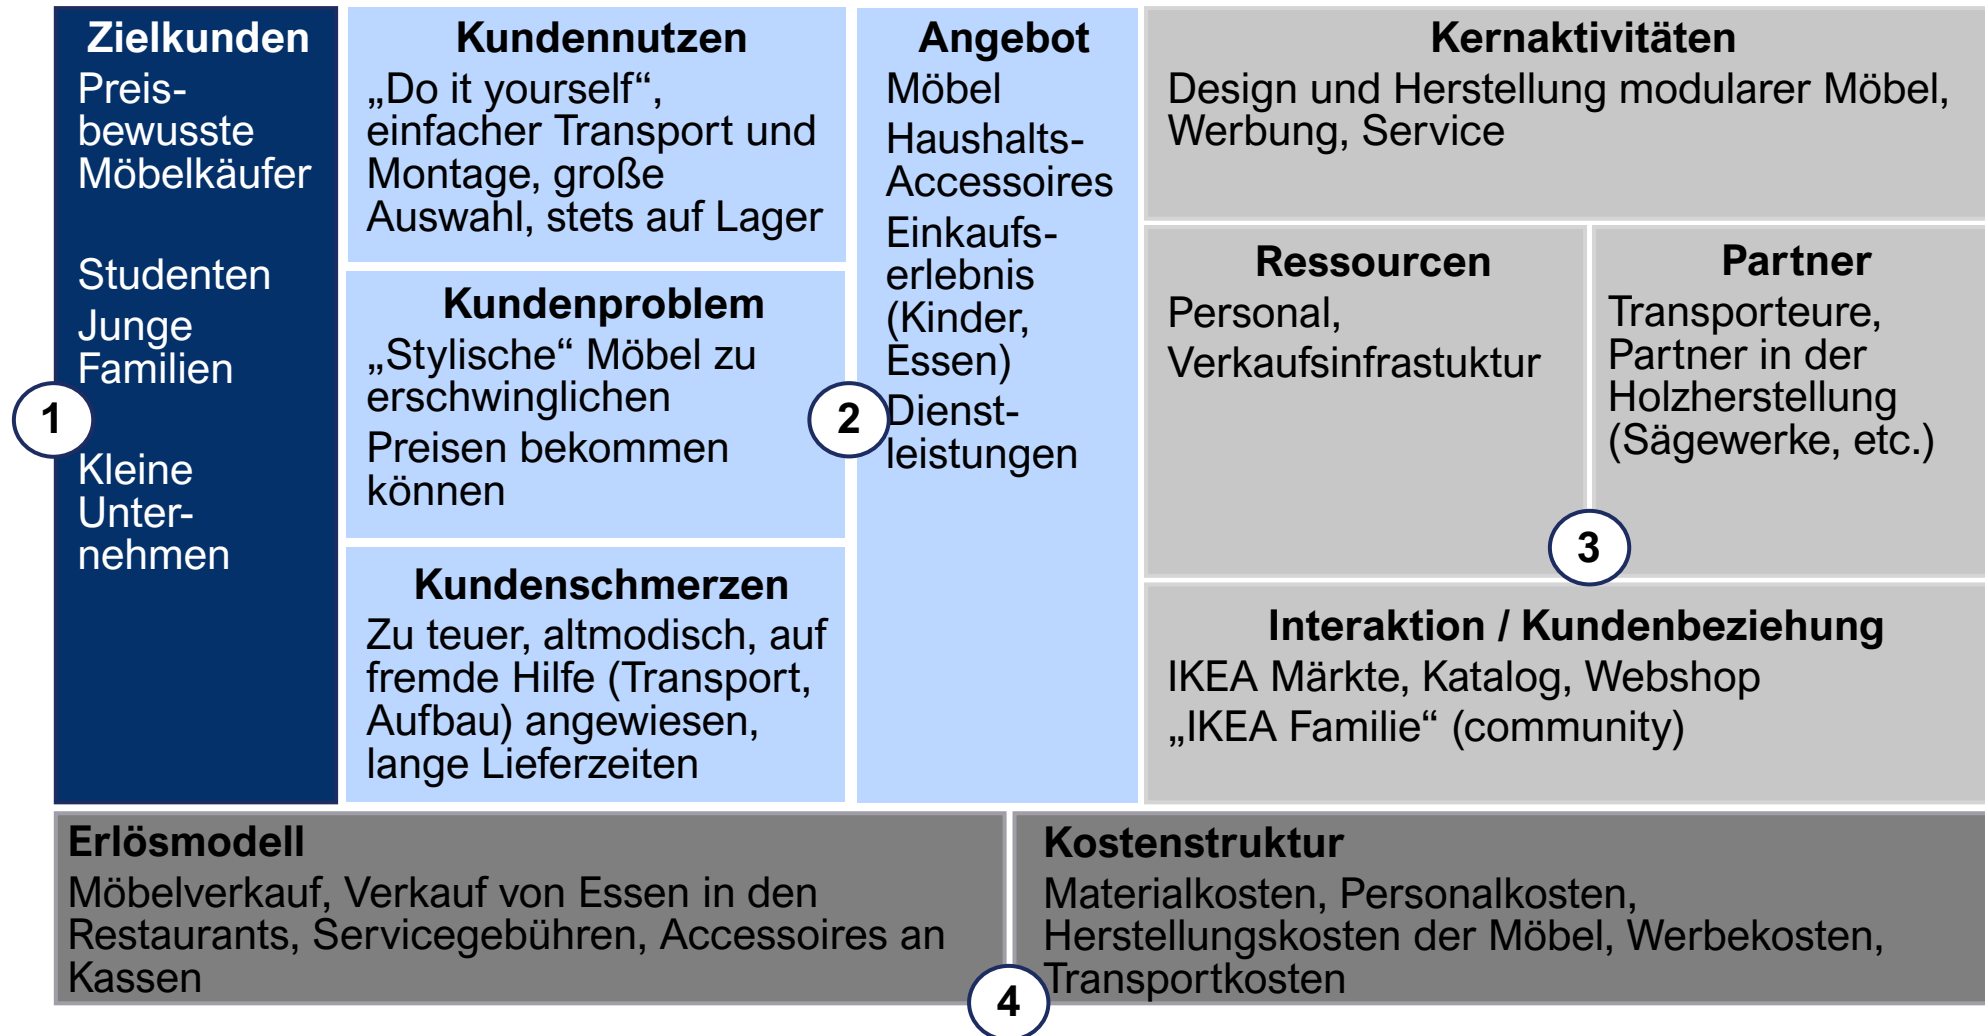 Zielkunden
Preis-
bewusste
Möbelkäufer
Studenten
Junge
Familien
Kleine
Unter-
nehmen
1
Kundennutzen
„Do it yourself“,
einfacher Transport und
Montage, große
Auswahl, stets auf Lager
Kundenproblem
„Stylische“ Möbel zu
erschwinglichen
Preisen bekommen
können
Kundenschmerzen
Zu teuer, altmodisch, auf
fremde Hilfe (Transport,
Aufbau) angewiesen,
lange Lieferzeiten
2
Angebot
Möbel
Haushalts-
Accessoires
Einkaufs-
erlebnis
(Kinder,
Essen)
Dienst-
leistungen
Kernaktivitäten
Design und Herstellung modularer Möbel,
Werbung, Service
Ressourcen
Personal,
Verkaufsinfrastuktur
Partner
Transporteure,
Partner in der
Holzherstellung
(Sägewerke, etc.)
3
Interaktion / Kundenbeziehung
IKEA Märkte, Katalog, Webshop
„IKEA Familie“ (community)
Erlösmodell
Möbelverkauf, Verkauf von Essen in den
Restaurants, Servicegebühren, Accessoires an
Kassen
Kostenstruktur
Materialkosten, Personalkosten,
Herstellungskosten der Möbel, Werbekosten,
Transportkosten
4